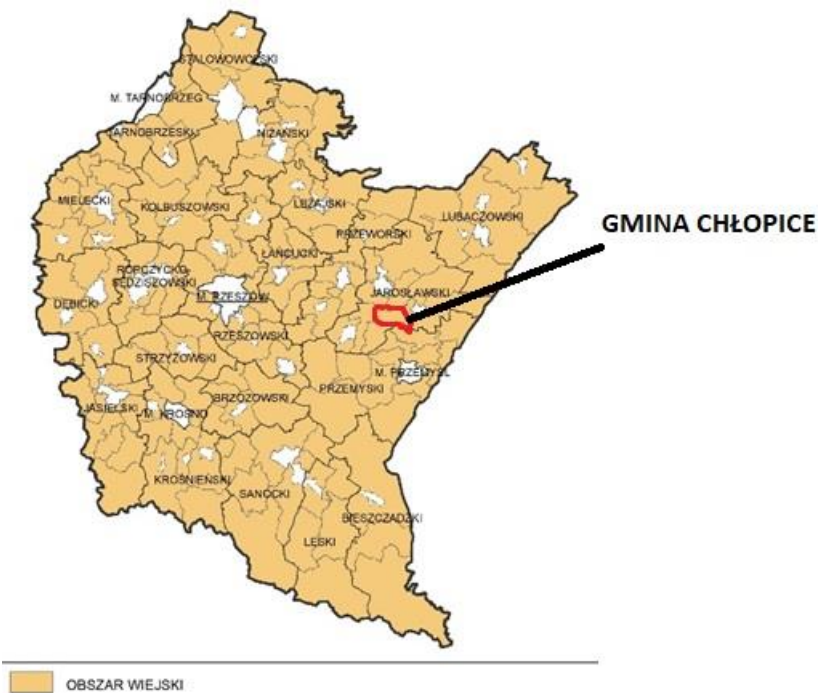 STALOWOWOLSKI
M. TARNOBRZEG
TARNOBRZESKI
NIŻAŃSKI
MIELECKI
KOLBUSZOWSKI
LEŻAJSKI
LUBACZOWSKI
PRZEWORSKI
GMINA CHŁOPICE
ŁAŃCUCKI
ROPCZYCKO-
SĘDZISZOWSKI
JAROSŁAWSKI
DĘBICKI
M. RZESZÓW
RZESZOWSKI
STRZYŻOWSKI
M. PRZEMYŚL
PRZEMYSKI
BRZOZOWSKI
JASIELSKI
M. KROSNO
KROŚNIEŃSKI
SANOCKI
BIESZCZADZKI
LESKI
OBSZAR WIEJSKI